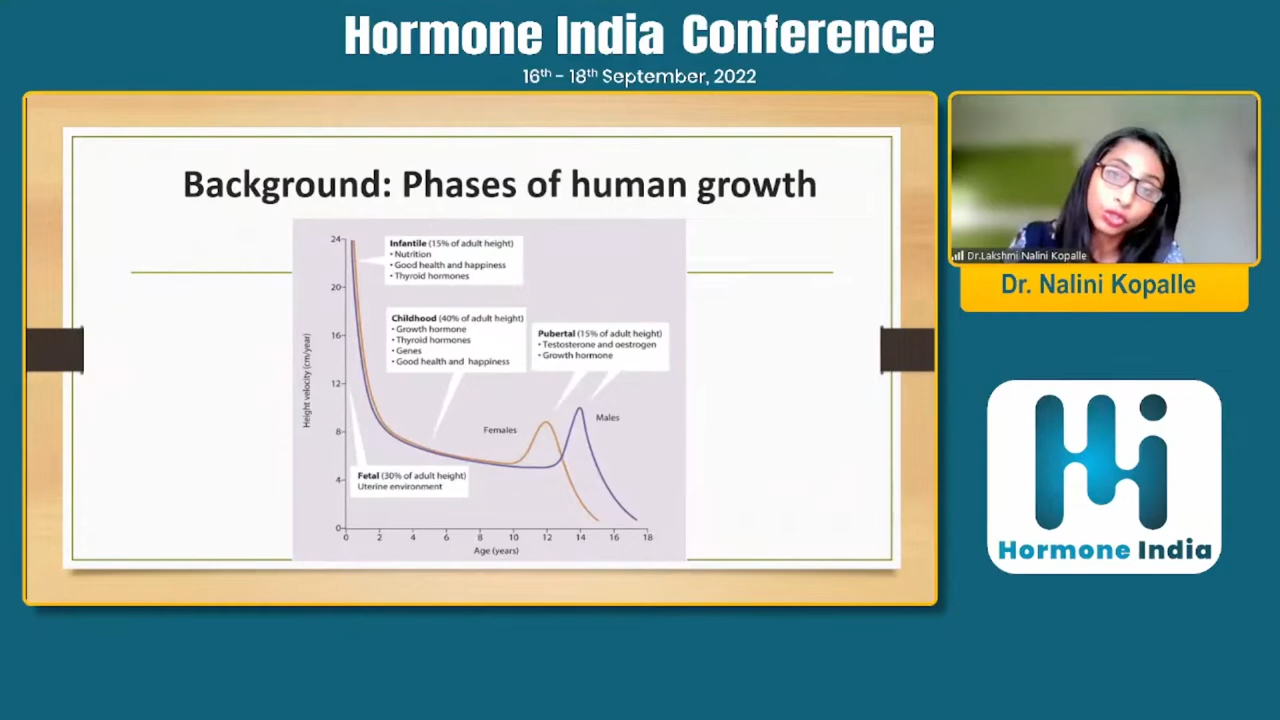 Hormone India Conference
16th - 18th September, 2022
Background: Phases of human growth
24
20
16
12
8
4
0
Height velocity (cm/year)
Infantile (15% of adult height)
• Nutrition
• Good health and happiness
• Thyroid hormones
Childhood (40% of adult height)
• Growth hormone
• Thyroid hormones
• Genes
• Good health and happiness
Pubertal (15% of adult height)
• Testosterone and oestrogen
• Growth hormone
Females
Males
Fetal (30% of adult height)
Uterine environment
0 2 4 6 8 10 12 14 16 18
Age (years)
Dr.Lakshmi Nalini Kopalle
Dr. Nalini Kopalle
Hormone India